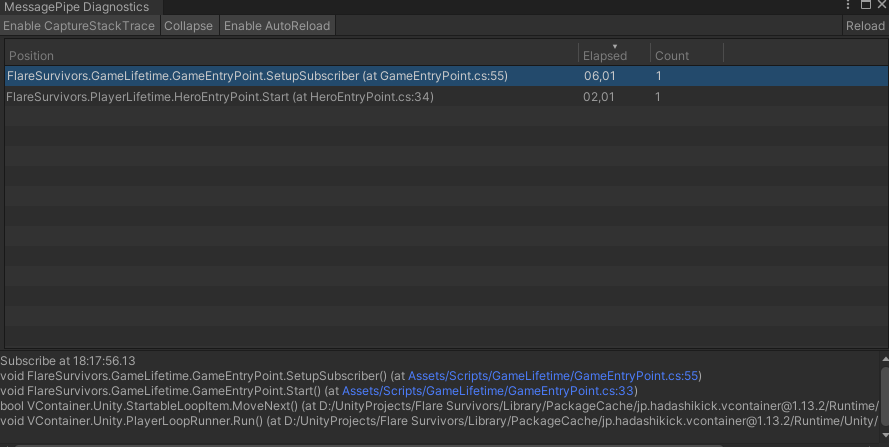 MessagePipe Diagnostics
Enable CaptureStackTrace Collapse Enable AutoReload Reload
Position Elapsed Count
FlareSurvivors.GameLifetime.GameEntryPoint.SetupSubscriber (at GameEntryPoint.cs:55) 06,01 1
FlareSurvivors.PlayerLifetime.HeroEntryPoint.Start (at HeroEntryPoint.cs:34) 02,01 1
Subscribe at 18:17:56.13
void FlareSurvivors.GameLifetime.GameEntryPoint.SetupSubscriber() (at Assets/Scripts/GameLifetime/GameEntryPoint.cs:55)
void FlareSurvivors.GameLifetime.GameEntryPoint.Start() (at Assets/Scripts/GameLifetime/GameEntryPoint.cs:33)
bool VContainer.Unity.StartableLoopItem.MoveNext() (at D:/UnityProjects/Flare Survivors/Library/PackageCache/jp.hadashikick.vcontainer@1.13.2/Runtime/
void VContainer.Unity.PlayerLoopRunner.Run() (at D:/UnityProjects/Flare Survivors/Library/PackageCache/jp.hadashikick.vcontainer@1.13.2/Runtime/Unity/